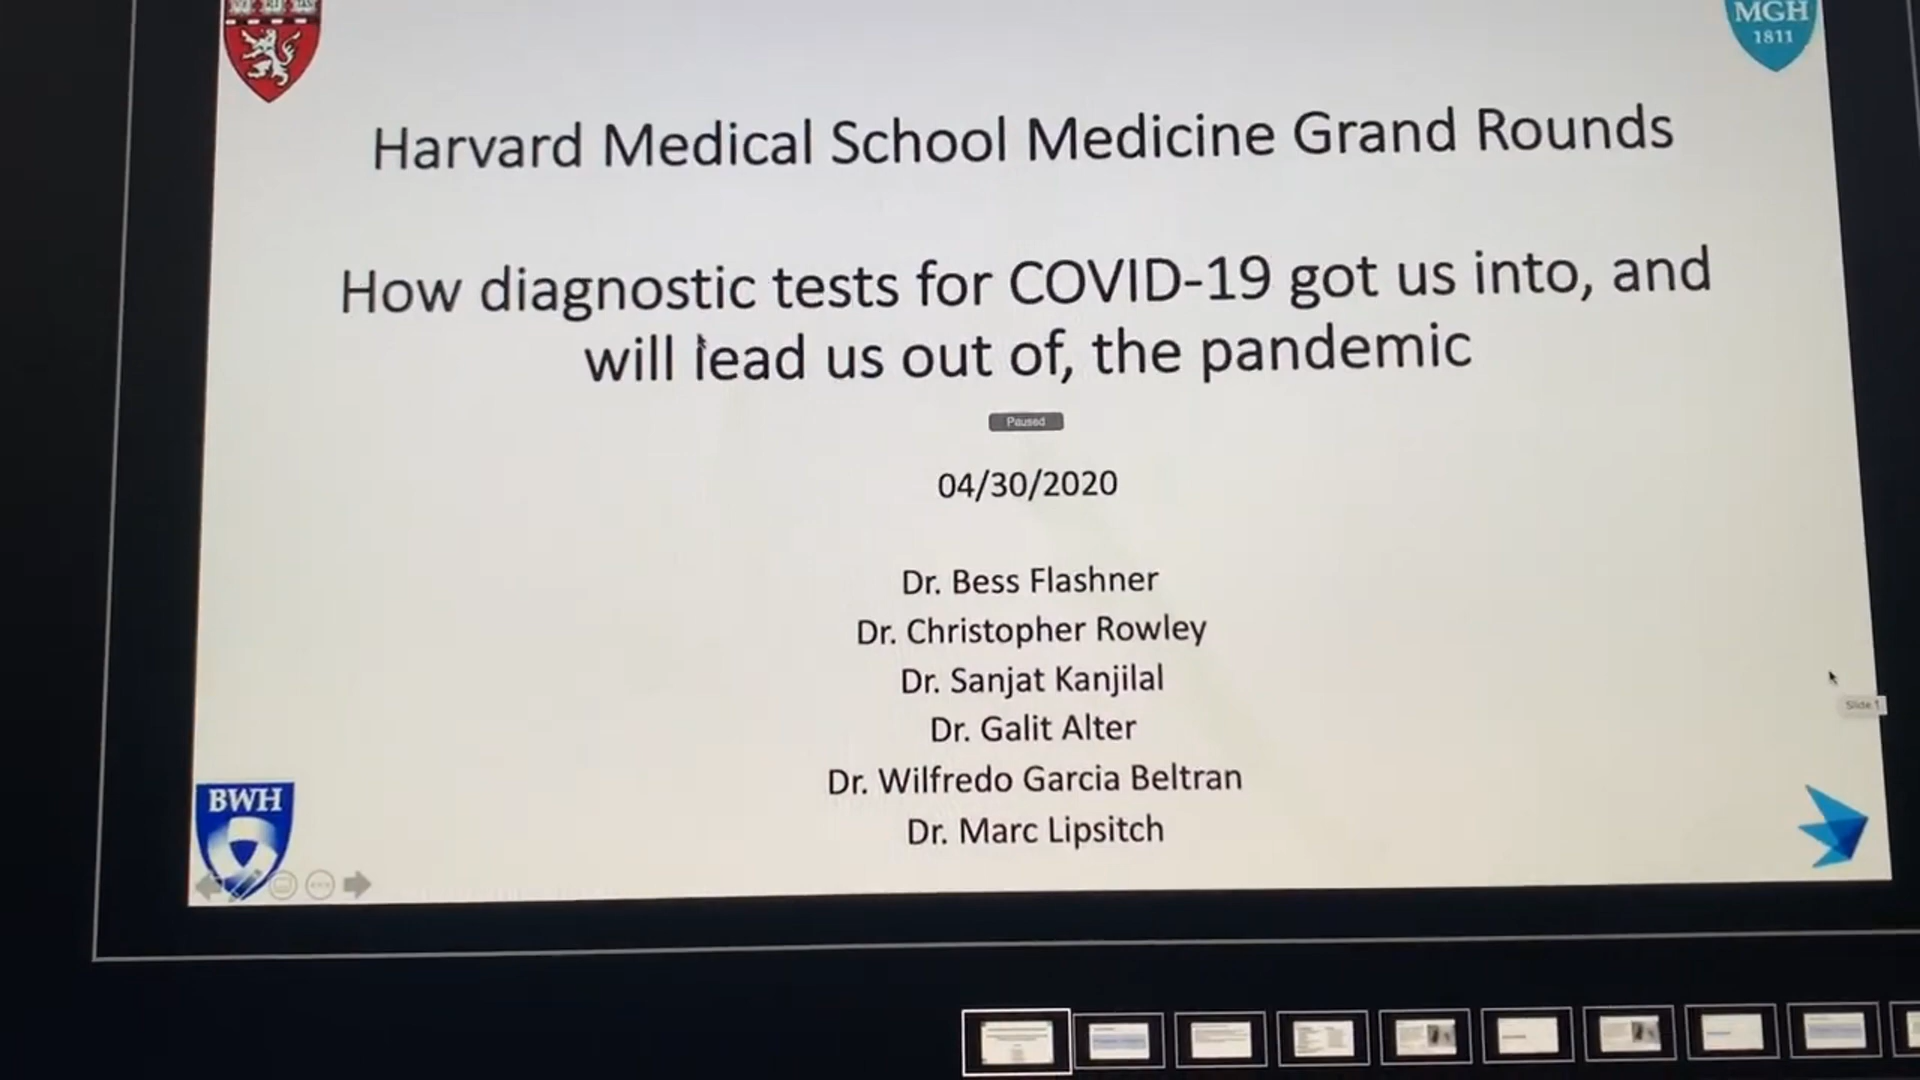 MGH
1811
Harvard Medical School Medicine Grand Rounds
How diagnostic tests for COVID-19 got us into, and
will lead us out of, the pandemic
Paused
04/30/2020
Dr. Bess Flashner
Dr. Christopher Rowley
Dr. Sanjat Kanjilal
Slide 1
Dr. Galit Alter
Dr. Wilfredo Garcia Beltran
BWH
Dr. Marc Lipsitch